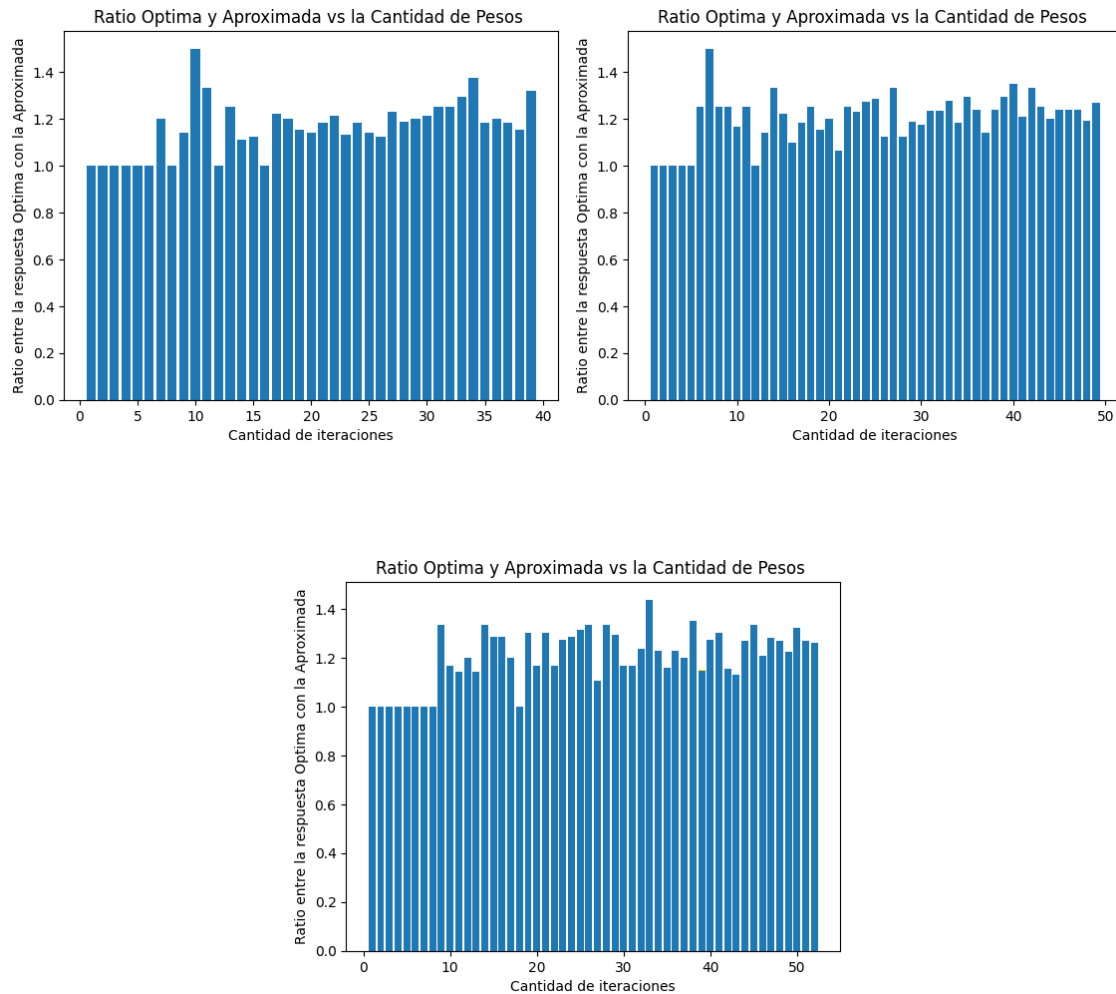 Ratio Optima y Aproximada vs la Cantidad de Pesos
Ratio entre la respuesta Optima con la Aproximada
1.4
1.2
1.0
0.8
0.6
0.4
0.2
0.0
0 5 10 15 20 25 30 35 40
Cantidad de iteraciones
Ratio Optima y Aproximada vs la Cantidad de Pesos
Ratio entre la respuesta Optima con la Aproximada
1.4
1.2
1.0
0.8
0.6
0.4
0.2
0.0
0 10 20 30 40 50
Cantidad de iteraciones
Ratio Optima y Aproximada vs la Cantidad de Pesos
Ratio entre la respuesta Optima con la Aproximada
1.4
1.2
1.0
0.8
0.6
0.4
0.2
0.0
0 10 20 30 40 50
Cantidad de iteraciones